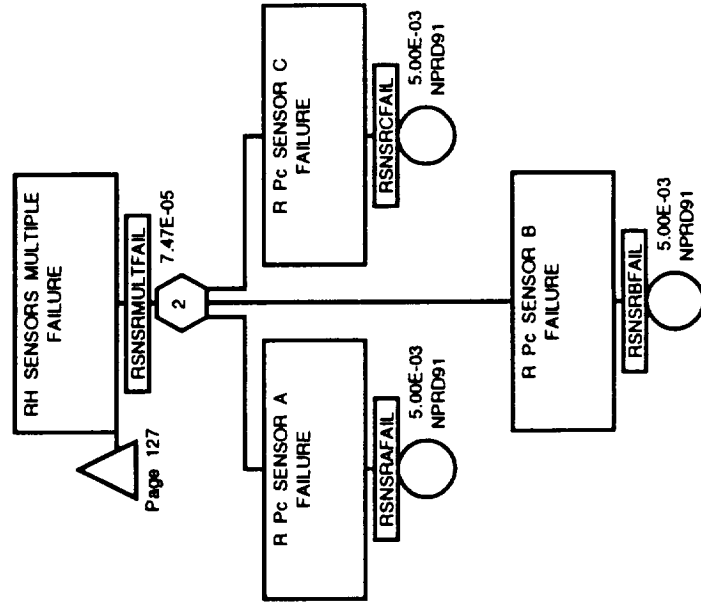 RH SENSORS MULTIPLE
FAILURE
RSNSRMULTFAIL
7.47E-05
Page 127
2
R Pc SENSOR A
FAILURE
RSNSRAFAIL
5.00E-03
NPRD91
R Pc SENSOR C
FAILURE
RSNSRCFAIL
5.00E-03
NPRD91
R Pc SENSOR B
FAILURE
RSNSRBFAIL
5.00E-03
NPRD91